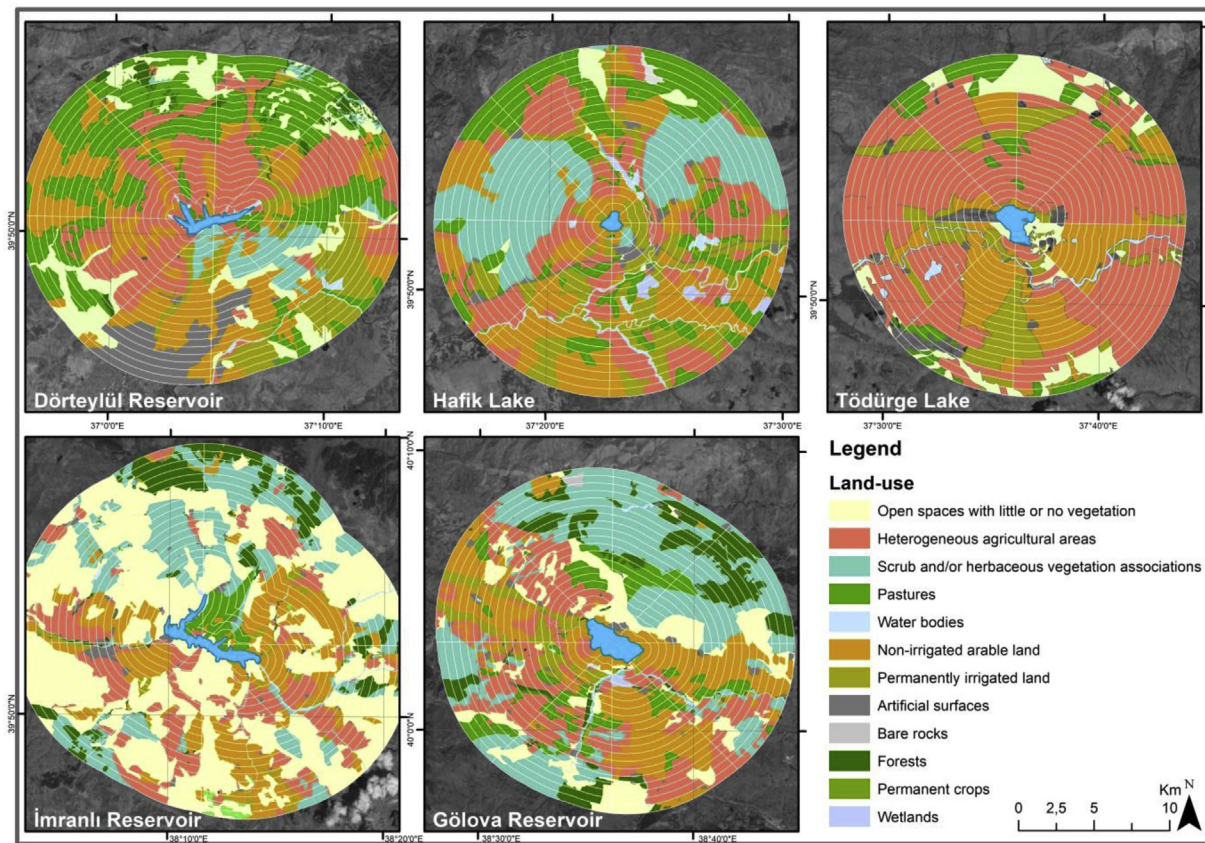 39°50'0"N
Dörteylül Reservoir
37°0'0"E
37°10'0"E
39°50'0"N
Hafik Lake
37°20'0"E
37°30'0"E
39°50'0"N
Tödürge Lake
37°30'0"E
37°40'0"E
39°50'0"N
İmranlı Reservoir
38°10'0"E
38°20'0"E
40°10'0"N
40°0'0"N
Gölova Reservoir
38°30'0"E
38°40'0"E
Legend
Land-use
Open spaces with little or no vegetation
Heterogeneous agricultural areas
Scrub and/or herbaceous vegetation associations
Pastures
Water bodies
Non-irrigated arable land
Permanently irrigated land
Artificial surfaces
Bare rocks
Forests
Permanent crops
Wetlands
Km
N
0 2,5 5 10